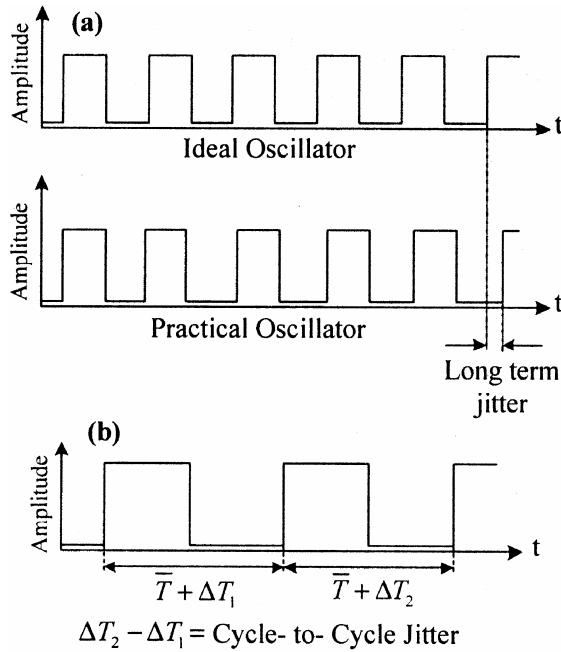 (a)
Amplitude
t
Ideal Oscillator
Amplitude
t
Practical Oscillator
Long term
jitter
(b)
Amplitude
t
T̅ + ΔT₁
T̅ + ΔT₂
ΔT₂ − ΔT₁ = Cycle- to- Cycle Jitter